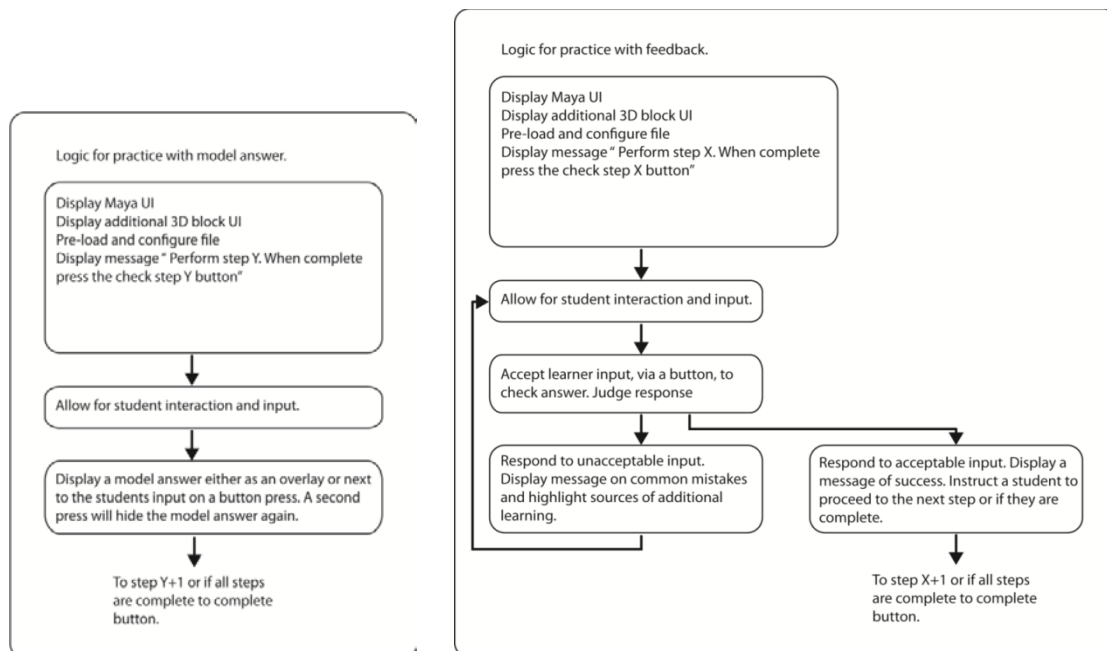 Logic for practice with model answer.
Display Maya UI
Display additional 3D block UI
Pre-load and configure file
Display message “ Perform step Y. When complete
press the check step Y button”
Allow for student interaction and input.
Display a model answer either as an overlay or next
to the students input on a button press. A second
press will hide the model answer again.
To step Y+1 or if all steps
are complete to complete
button.
Logic for practice with feedback.
Display Maya UI
Display additional 3D block UI
Pre-load and configure file
Display message “ Perform step X. When complete
press the check step X button”
Allow for student interaction and input.
Accept learner input, via a button, to
check answer. Judge response
Respond to unacceptable input.
Display message on common mistakes
and highlight sources of additional
learning.
Respond to acceptable input. Display a
message of success. Instruct a student to
proceed to the next step or if they are
complete.
To step X+1 or if all steps
are complete to complete
button.